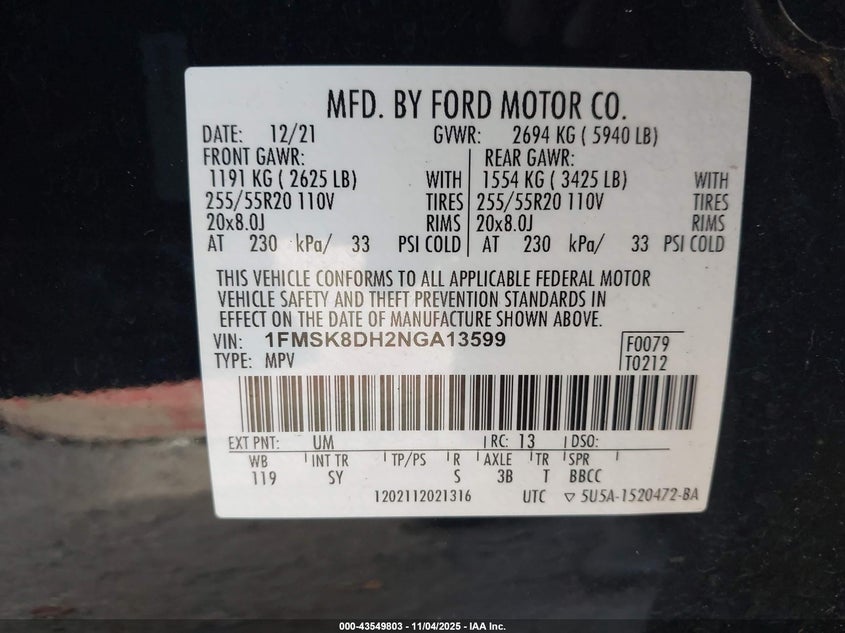 MFD. BY FORD MOTOR CO.
DATE: 12/21 GVWR: 2694 KG ( 5940 LB)
FRONT GAWR: REAR GAWR:
1191 KG ( 2625 LB) WITH 1554 KG ( 3425 LB) WITH
255/55R20 110V TIRES 255/55R20 110V TIRES
20x8.0J RIMS 20x8.0J RIMS
AT 230 kPa/ 33 PSI COLD AT 230 kPa/ 33 PSI COLD
THIS VEHICLE CONFORMS TO ALL APPLICABLE FEDERAL MOTOR
VEHICLE SAFETY AND THEFT PREVENTION STANDARDS IN
EFFECT ON THE DATE OF MANUFACTURE SHOWN ABOVE.
VIN: 1FMSK8DH2NGA13599 F0079
TYPE: MPV T0212
EXT PNT: UM RC: 13 DSO:
WB INT TR TP/PS R AXLE TR SPR
119 SY S 3B T BBCC
1202112021316 UTC ▽ 5U5A-1520472-BA
000-43549803 — 11/04/2025 — IAA Inc.